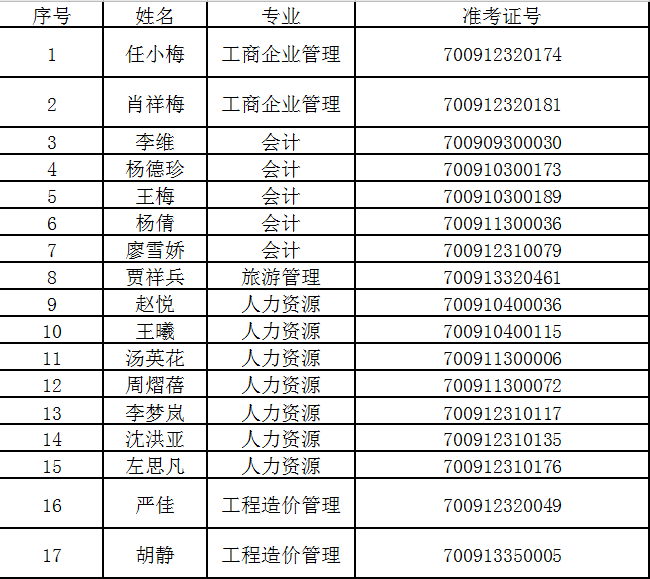 序号 姓名 专业 准考证号
1 任小梅 工商企业管理 700912320174
2 肖祥梅 工商企业管理 700912320181
3 李维 会计 700909300030
4 杨德珍 会计 700910300173
5 王梅 会计 700910300189
6 杨倩 会计 700911300036
7 廖雪娇 会计 700912310079
8 贾祥兵 旅游管理 700913320461
9 赵悦 人力资源 700910400036
10 王曦 人力资源 700910400115
11 汤英花 人力资源 700911300006
12 周熠蓓 人力资源 700911300072
13 李梦岚 人力资源 700912310117
14 沈洪亚 人力资源 700912310135
15 左思凡 人力资源 700912310176
16 严佳 工程造价管理 700912320049
17 胡静 工程造价管理 700913350005